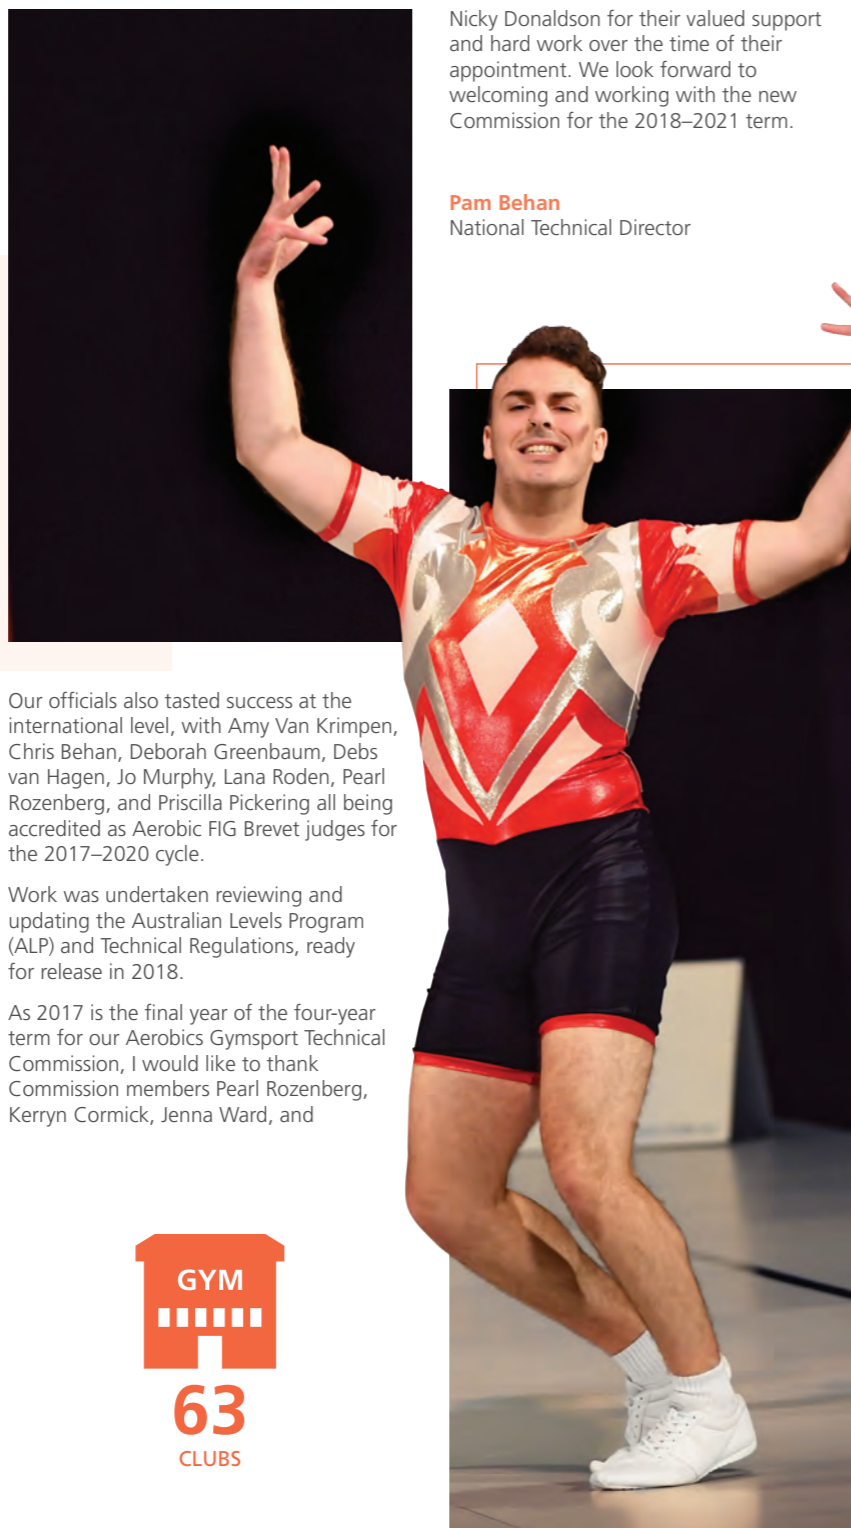 Our officials also tasted success at the
international level, with Amy Van Krimpen,
Chris Behan, Deborah Greenbaum, Debs
van Hagen, Jo Murphy, Lana Roden, Pearl
Rozenberg, and Priscilla Pickering all being
accredited as Aerobic FIG Brevet judges for
the 2017–2020 cycle.
Work was undertaken reviewing and
updating the Australian Levels Program
(ALP) and Technical Regulations, ready
for release in 2018.
As 2017 is the final year of the four-year
term for our Aerobics Gymsport Technical
Commission, I would like to thank
Commission members Pearl Rozenberg,
Kerryn Cormick, Jenna Ward, and
Nicky Donaldson for their valued support
and hard work over the time of their
appointment. We look forward to
welcoming and working with the new
Commission for the 2018–2021 term.
Pam Behan
National Technical Director
GYM
63
CLUBS